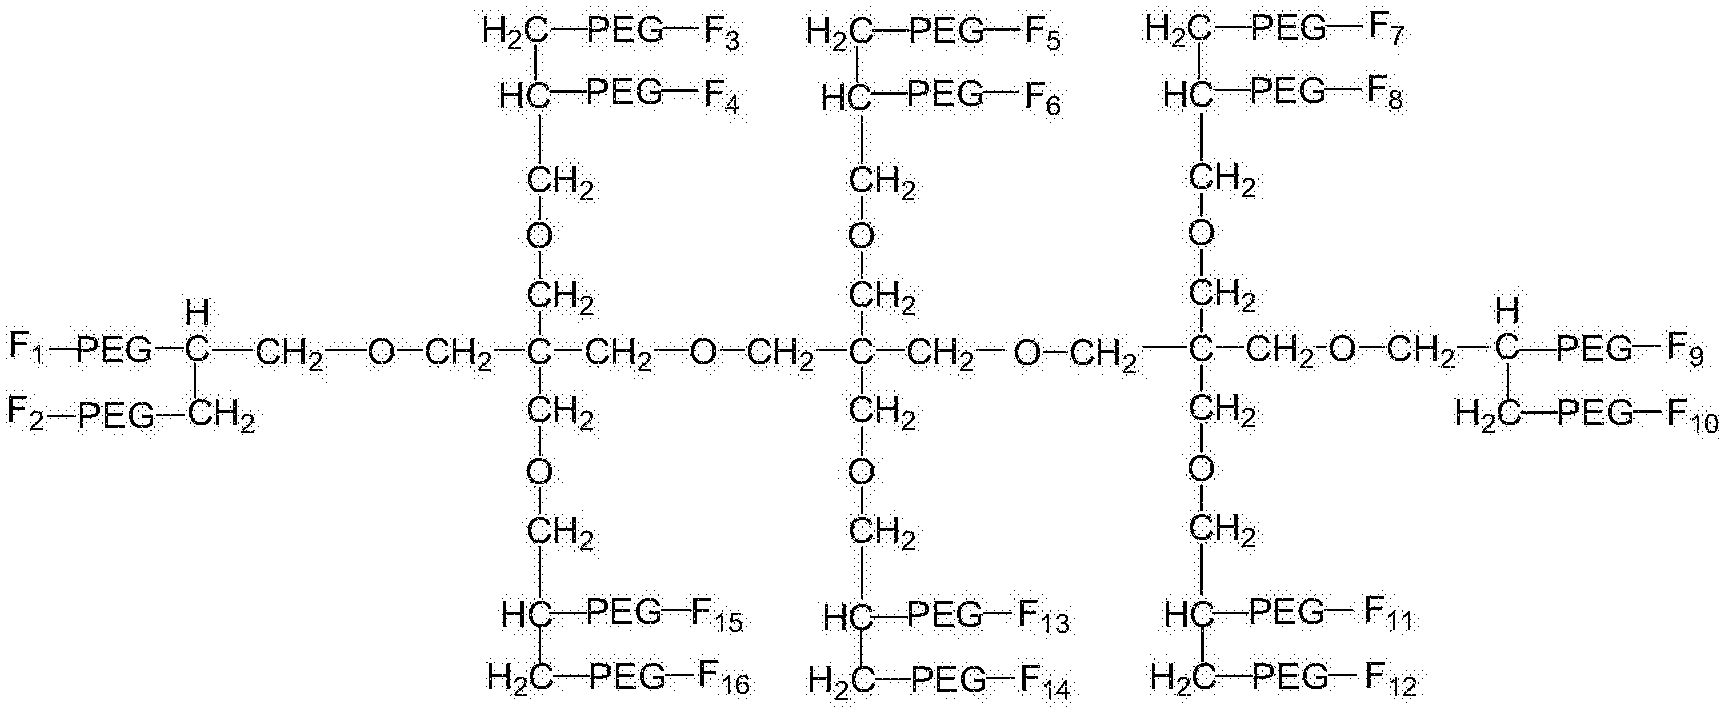 H₂C—PEG—F₃ H₂C—PEG—F₅ H₂C—PEG—F₇
HC—PEG—F₄ HC—PEG—F₆ HC—PEG—F₈
CH₂ CH₂ CH₂
O O O
CH₂ CH₂ CH₂
H H
F₁—PEG—C—CH₂—O—CH₂—C—CH₂—O—CH₂—C—CH₂—O—CH₂—C—CH₂—O—CH₂—C—PEG—F₉
F₂—PEG—CH₂ CH₂ CH₂ CH₂ H₂C—PEG—F₁₀
O O O
CH₂ CH₂ CH₂
HC—PEG—F₁₅ HC—PEG—F₁₃ HC—PEG—F₁₁
H₂C—PEG—F₁₆ H₂C—PEG—F₁₄ H₂C—PEG—F₁₂